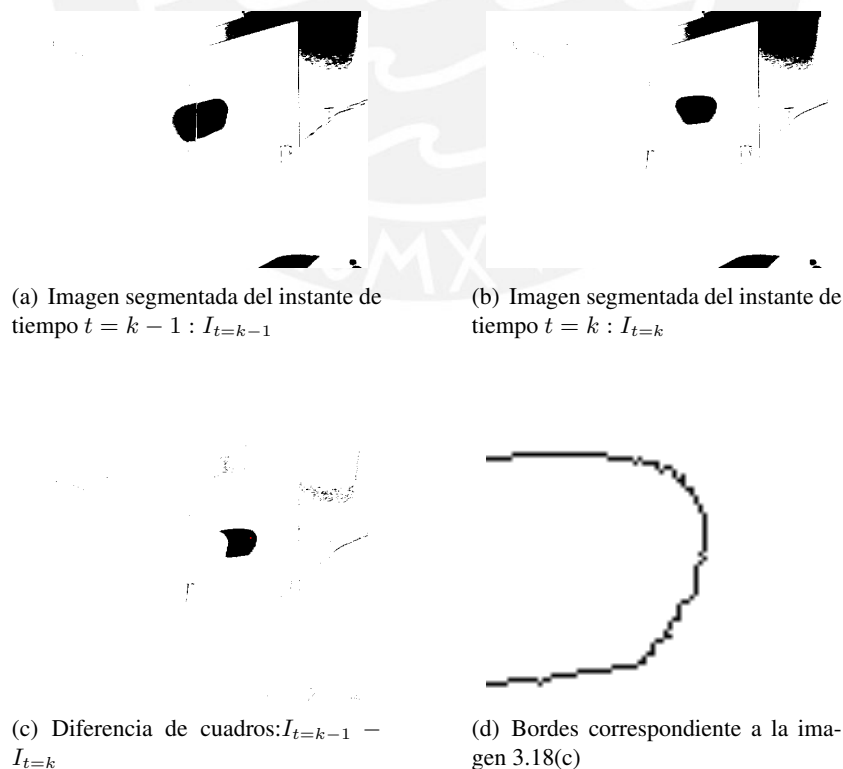 (a) Imagen segmentada del instante de
tiempo t = k − 1 : I_{t=k−1}
(b) Imagen segmentada del instante de
tiempo t = k : I_{t=k}
(c) Diferencia de cuadros:I_{t=k−1} −
I_{t=k}
(d) Bordes correspondiente a la ima-
gen 3.18(c)